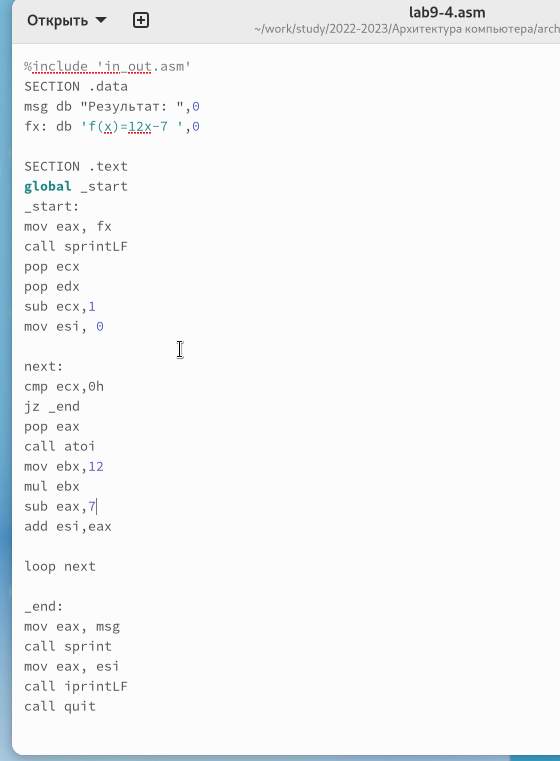 Открыть
lab9-4.asm
~/work/study/2022-2023/Архитектура компьютера/arch
%include 'in_out.asm'
SECTION .data
msg db "Результат: ",0
fx: db 'f(x)=12x-7 ',0
SECTION .text
global _start
_start:
mov eax, fx
call sprintLF
pop ecx
pop edx
sub ecx,1
mov esi, 0
next:
cmp ecx,0h
jz _end
pop eax
call atoi
mov ebx,12
mul ebx
sub eax,7
add esi,eax
loop next
_end:
mov eax, msg
call sprint
mov eax, esi
call iprintLF
call quit